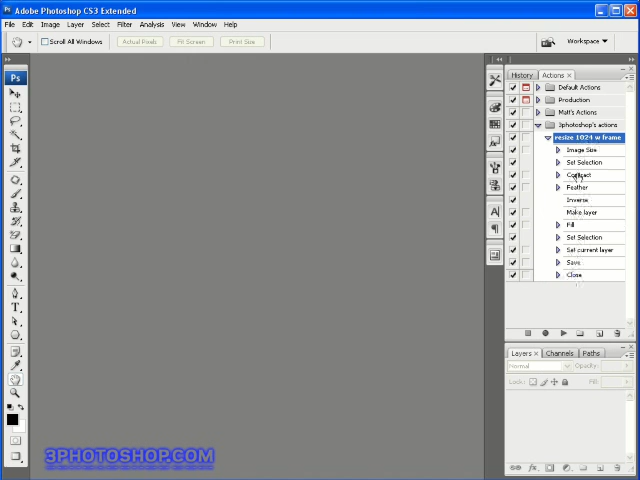 Adobe Photoshop CS3 Extended
File Edit Image Layer Select Filter Analysis View Window Help
Scroll All Windows Actual Pixels Fit Screen Print Size Workspace
Ps
History Actions
Default Actions
Production
Matt's Actions
3photoshop's actions
resize 1024 w frame
Image Size
Set Selection
Contract
Feather
Inverse
Make layer
Fill
Set Selection
Set current layer
Save
Close
Layers Channels Paths
Normal Opacity:
Lock: Fill:
3PHOTOSHOP.COM